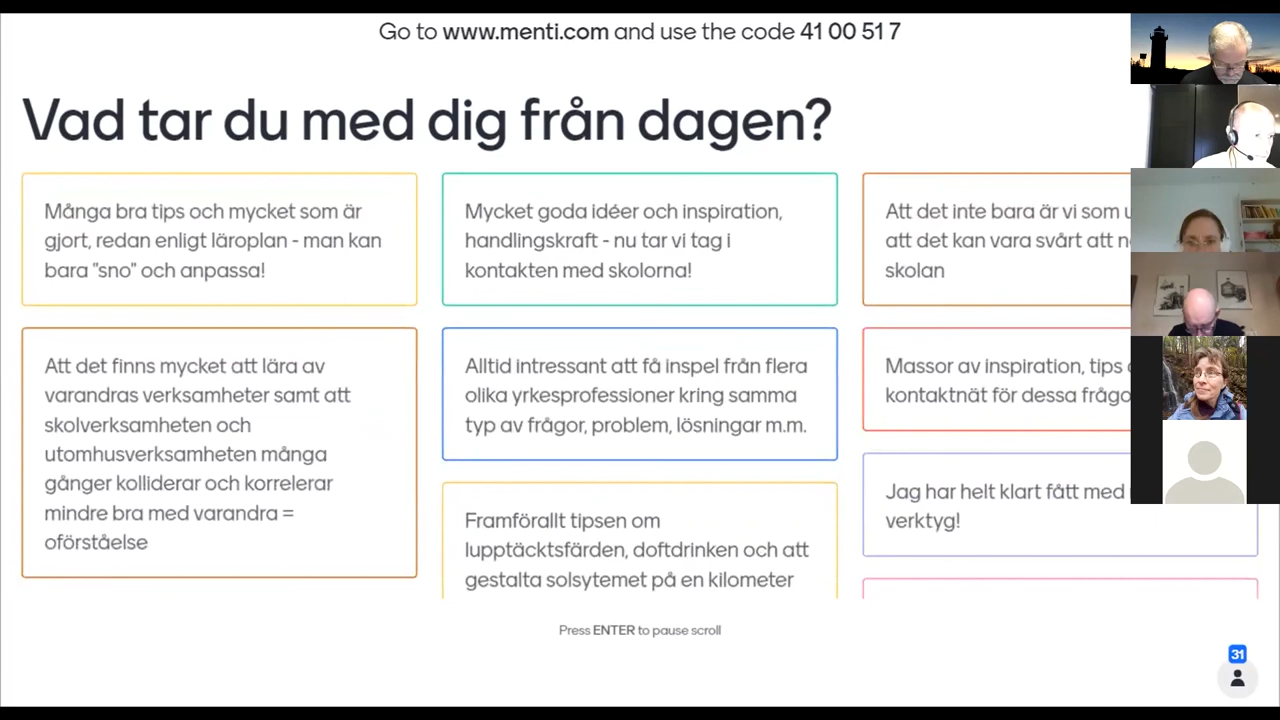 Go to www.menti.com and use the code 41 00 51 7
Vad tar du med dig från dagen?
Många bra tips och mycket som är
gjort, redan enligt läroplan - man kan
bara "sno" och anpassa!
Mycket goda idéer och inspiration,
handlingskraft - nu tar vi tag i
kontakten med skolorna!
Att det inte bara är vi som
att det kan vara svårt att
skolan
Att det finns mycket att lära av
varandras verksamheter samt att
skolverksamheten och
utomhusverksamheten många
gånger kolliderar och korrelerar
mindre bra med varandra =
oförståelse
Alltid intressant att få inspel från flera
olika yrkesprofessioner kring samma
typ av frågor, problem, lösningar m.m.
Massor av inspiration, tips
kontaktnät för dessa
Framförallt tipsen om
lupptäcktsfärden, doftdrinken och att
gestalta solsytemet på en kilometer
Jag har helt klart fått med
verktyg!
Press ENTER to pause scroll
31